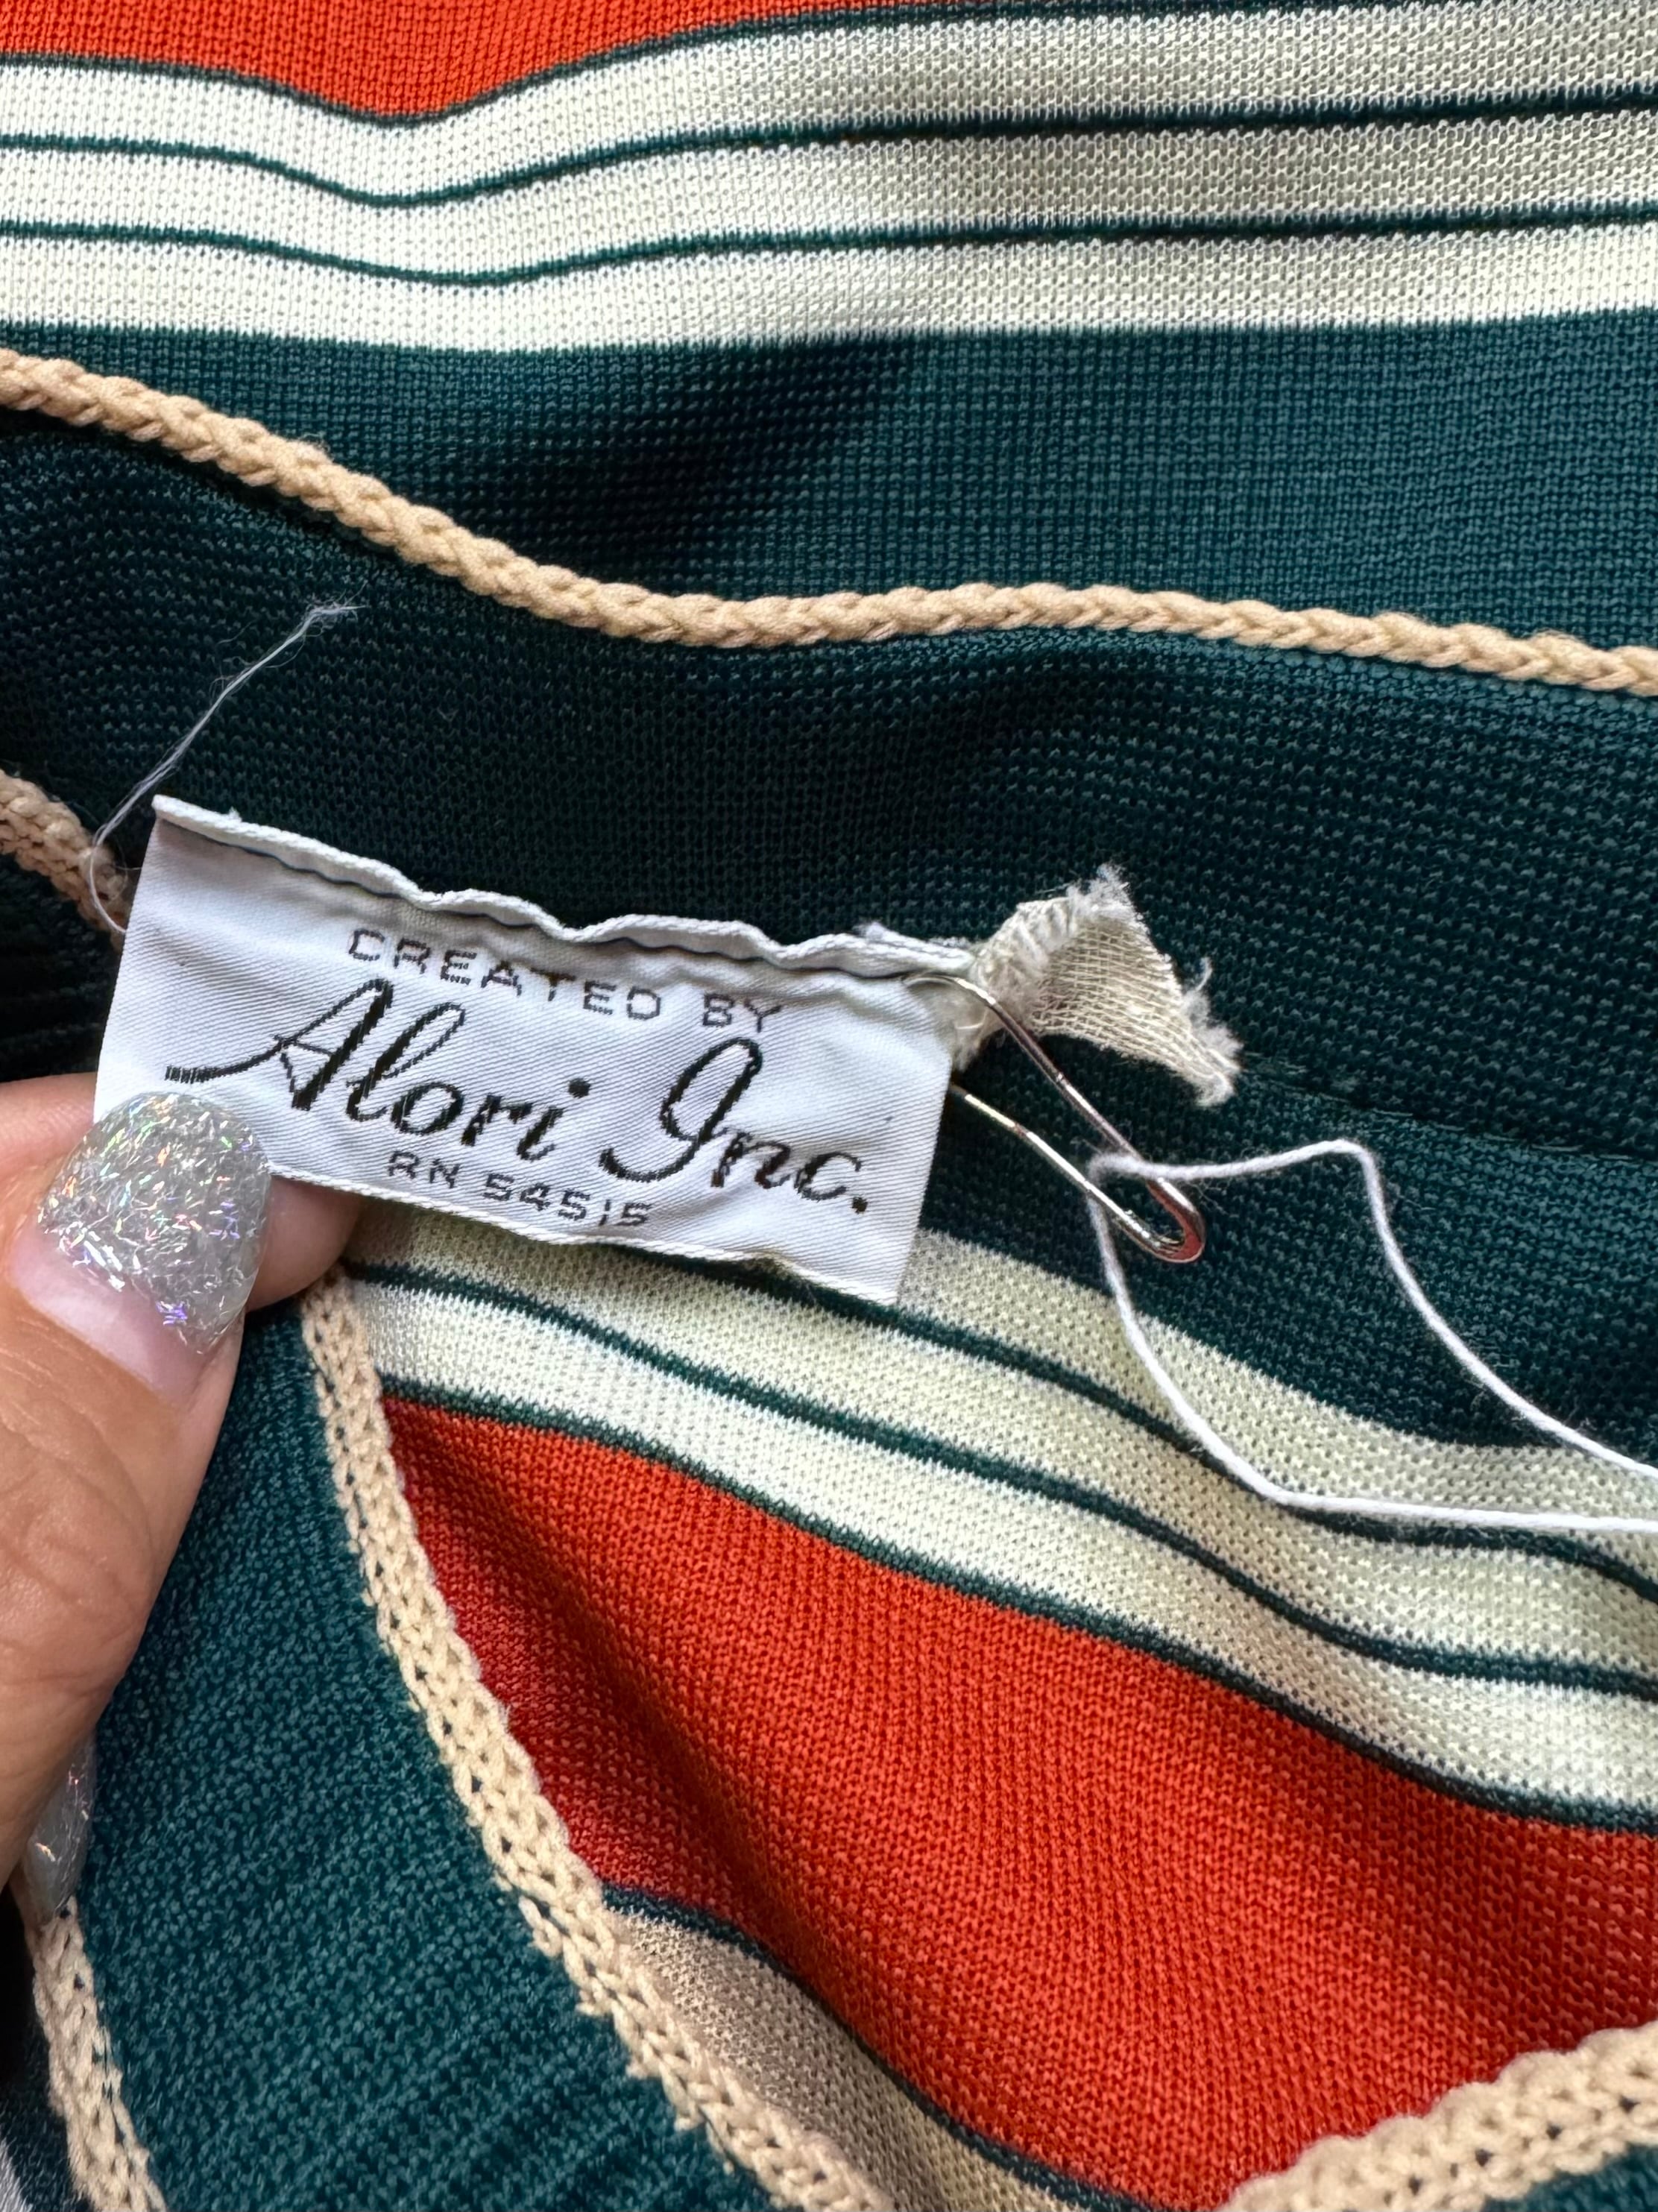 CREATED BY
Alori Inc.
RN 54515